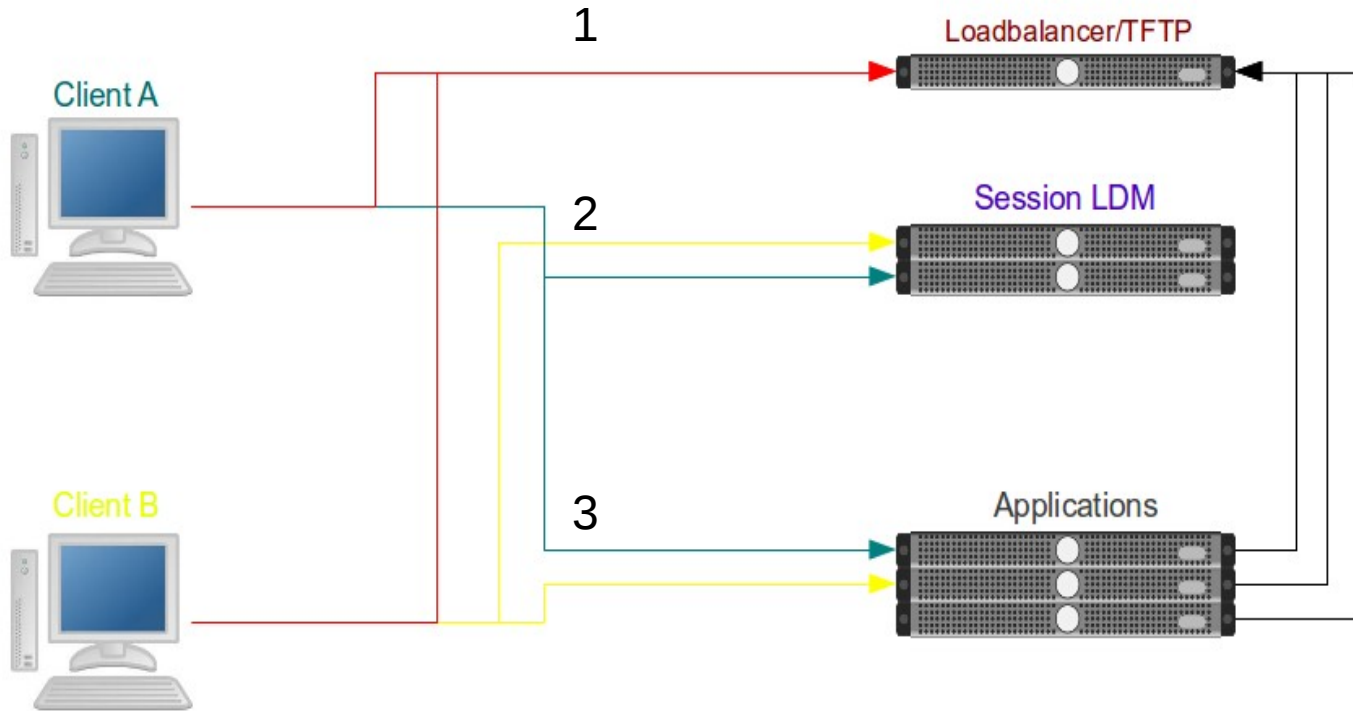 1
Loadbalancer/TFTP
Client A
2
Session LDM
3
Client B
Applications